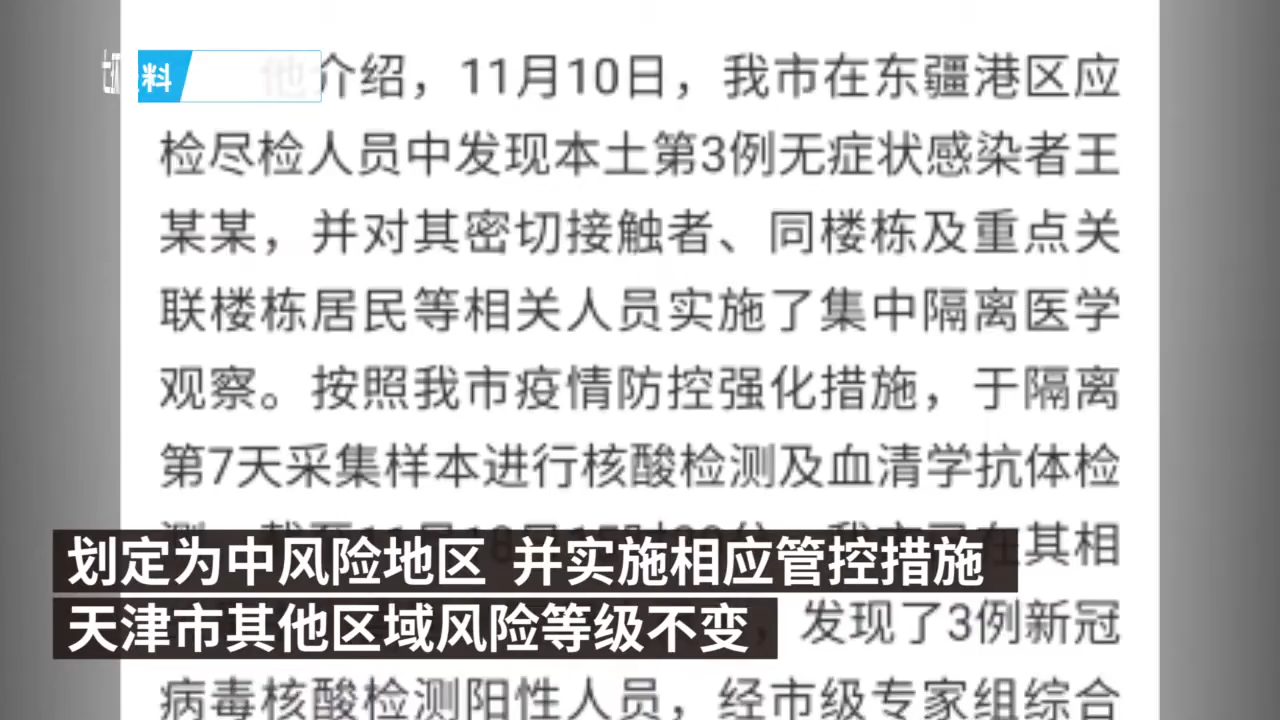 料
介绍，11月10日，我市在东疆港区应
检尽检人员中发现本土第3例无症状感染者王
某某，并对其密切接触者、同楼栋及重点关
联楼栋居民等相关人员实施了集中隔离医学
观察。按照我市疫情防控强化措施，于隔离
第7天采集样本进行核酸检测及血清学抗体检
在其相
划定为中风险地区 并实施相应管控措施
天津市其他区域风险等级不变
，发现了3例新冠
病毒核酸检测阳性人员，经市级专家组综合